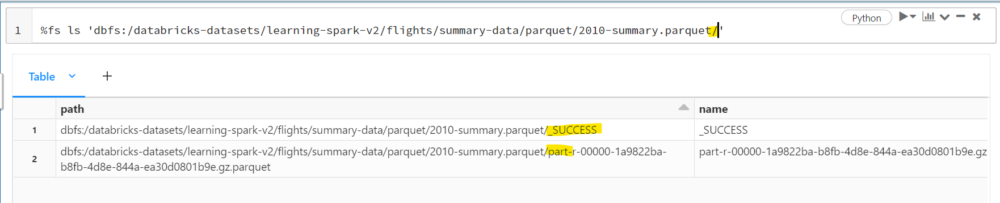 Python
1 %fs ls 'dbfs:/databricks-datasets/learning-spark-v2/flights/summary-data/parquet/2010-summary.parquet/'
Table +
path name
1 dbfs:/databricks-datasets/learning-spark-v2/flights/summary-data/parquet/2010-summary.parquet/_SUCCESS _SUCCESS
2 dbfs:/databricks-datasets/learning-spark-v2/flights/summary-data/parquet/2010-summary.parquet/part-r-00000-1a9822ba- part-r-00000-1a9822ba-b8fb-4d8e-844a-ea30d0801b9e.gz
b8fb-4d8e-844a-ea30d0801b9e.gz.parquet